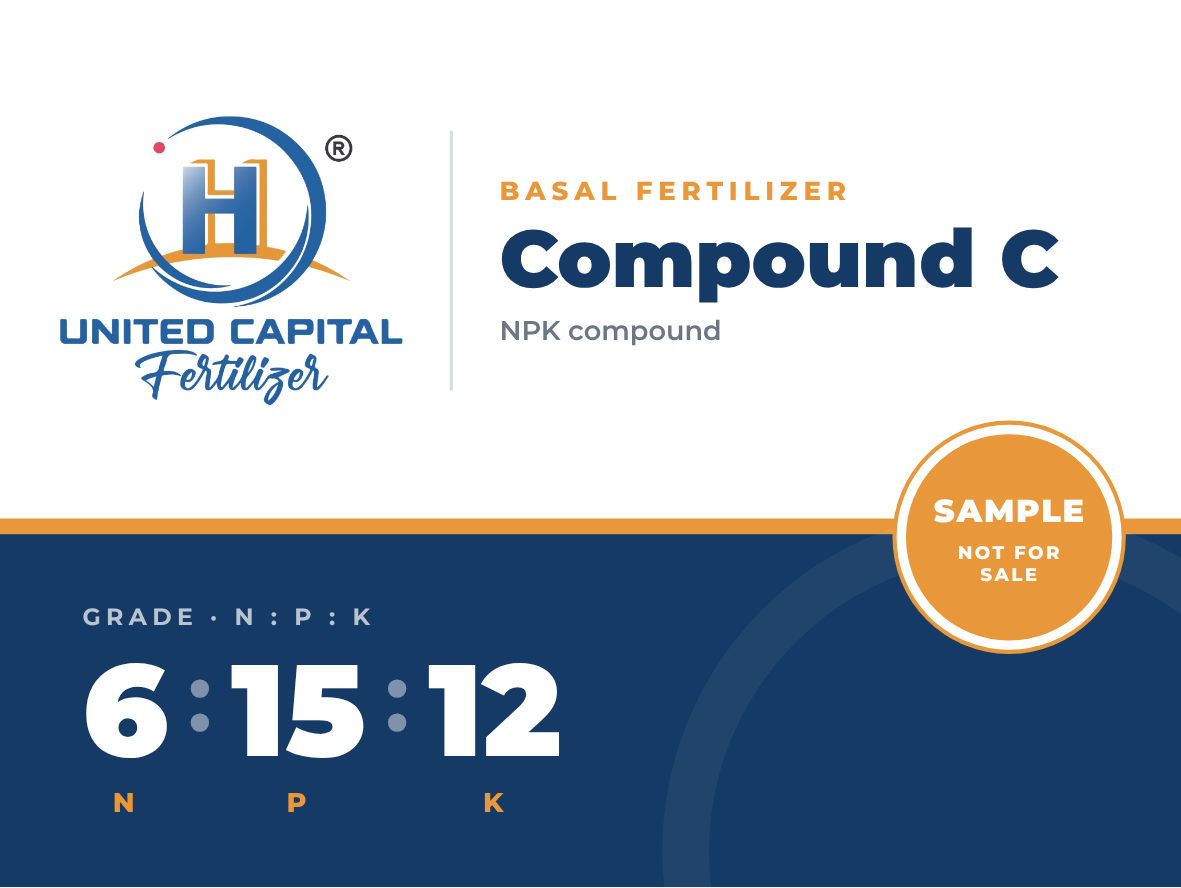 H
®
UNITED CAPITAL
Fertilizer
BASAL FERTILIZER
Compound C
NPK compound
SAMPLE
NOT FOR
SALE
GRADE · N : P : K
6 : 15 : 12
N P K